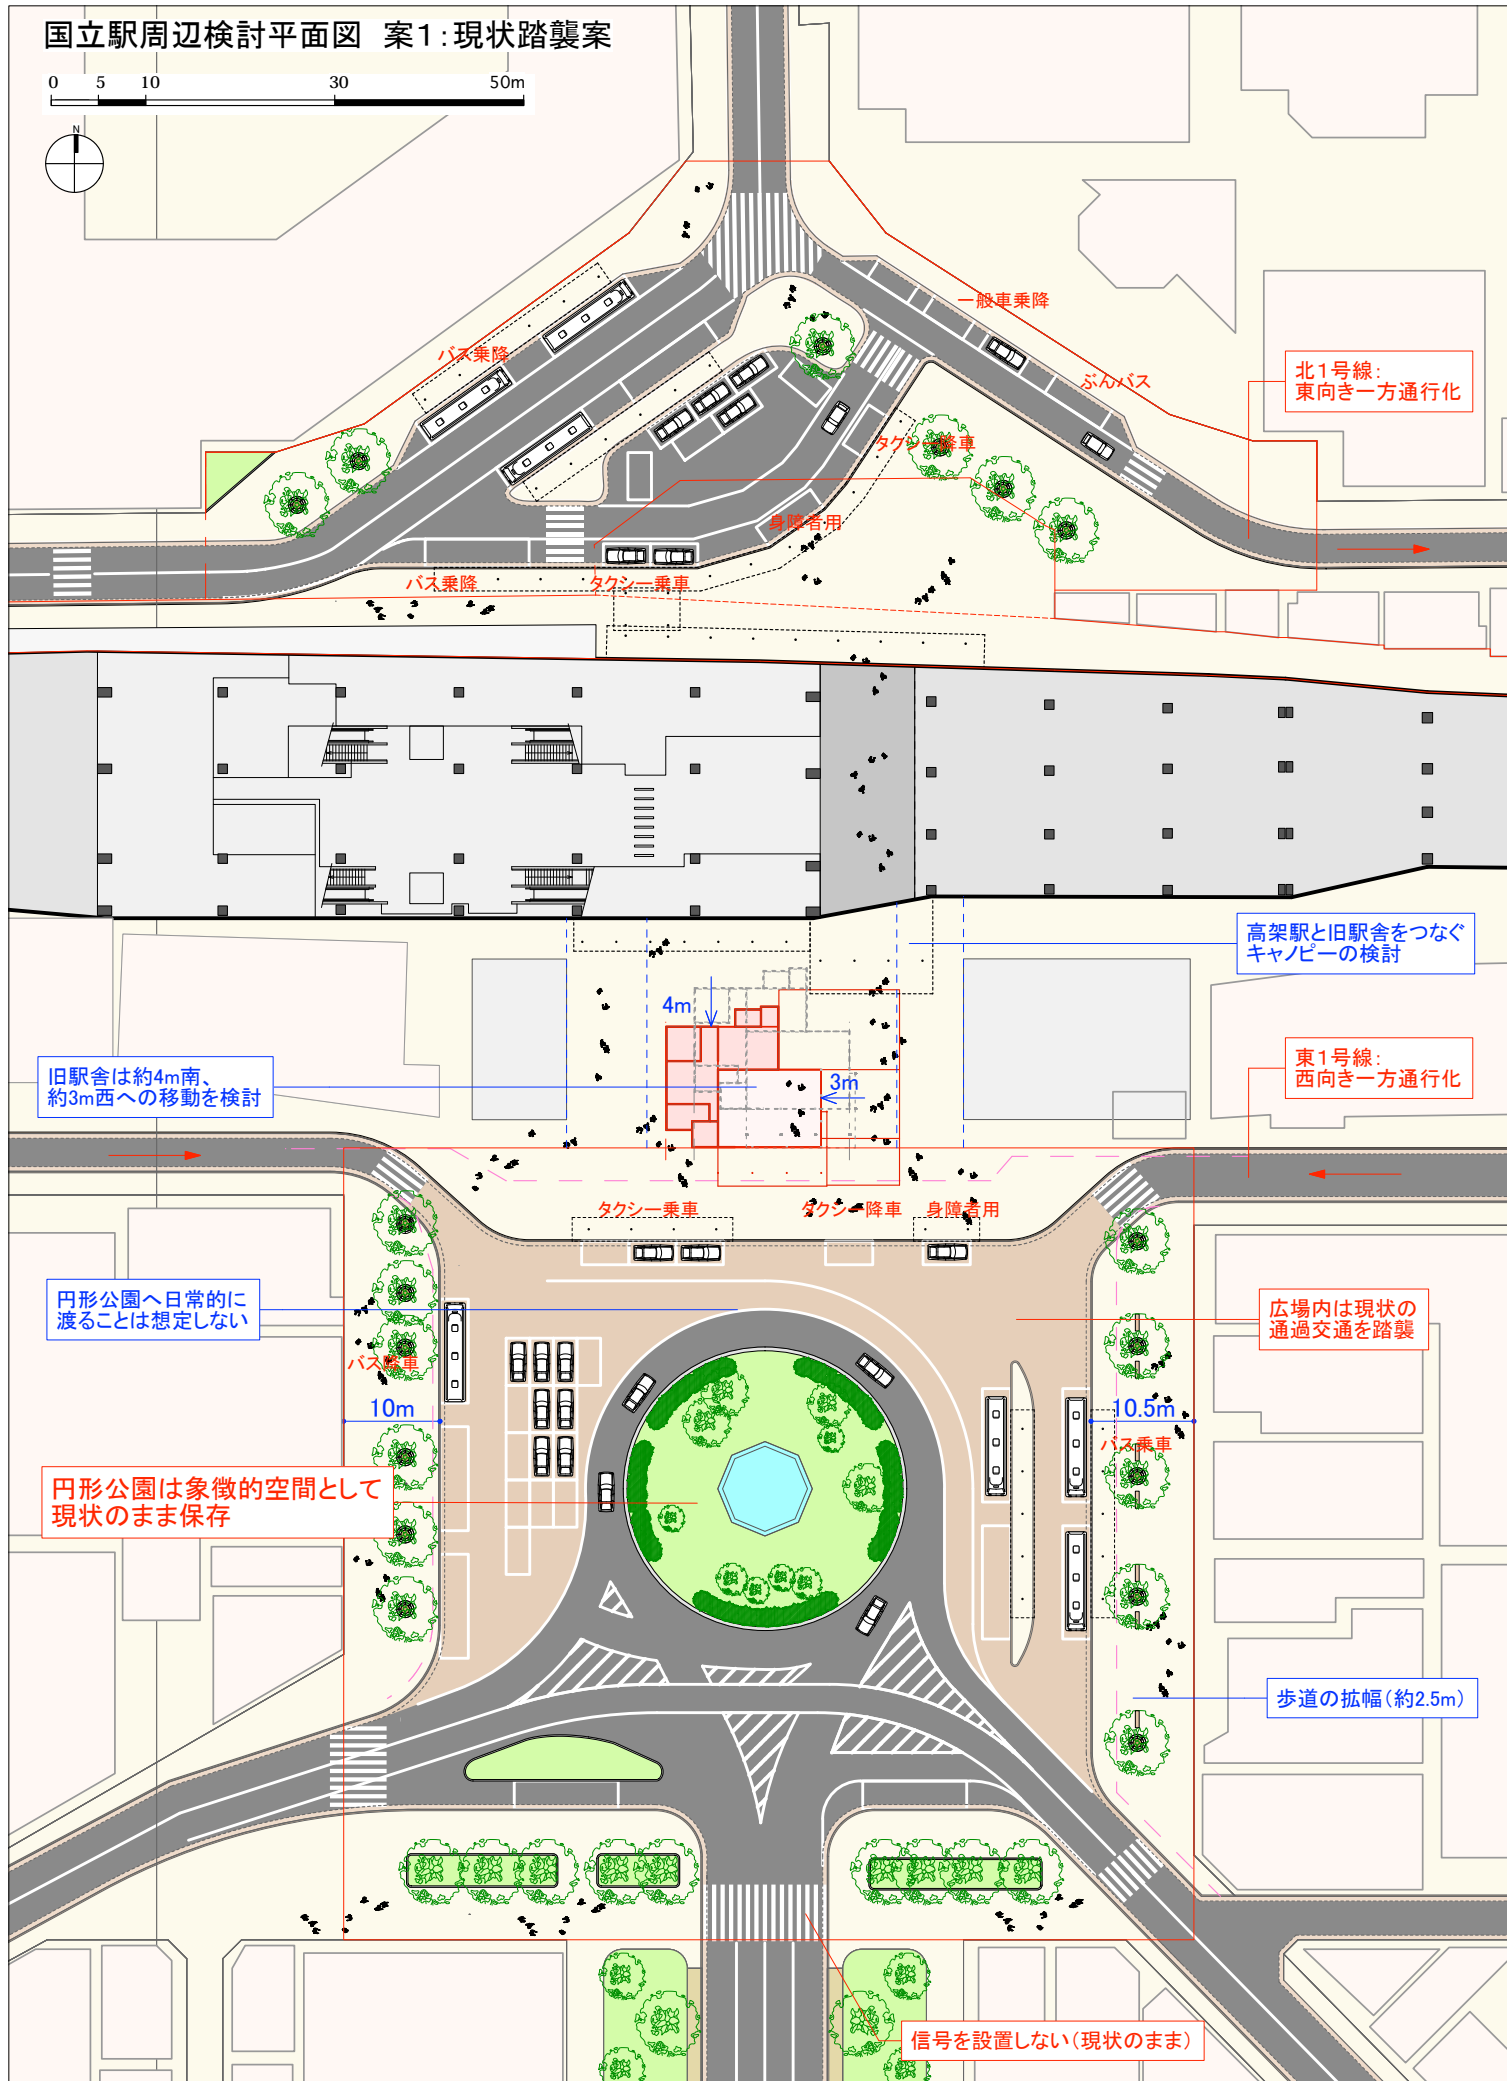 国立駅周辺検討平面図 案1:現状踏襲案
0 5 10 30 50m
N
一般車乗降
バス乗降
ぶんバス
北1号線:
東向き一方通行化
タクシー降車
身障者用
バス乗降
タクシー乗車
高架駅と旧駅舎をつなぐ
キャノピーの検討
4m
旧駅舎は約4m南、
約3m西への移動を検討
3m
東1号線:
西向き一方通行化
タクシー乗車
タクシー降車
身障者用
円形公園へ日常的に
渡ることは想定しない
広場内は現状の
通過交通を踏襲
バス降車
10m
10.5m
バス乗車
円形公園は象徴的空間として
現状のまま保存
歩道の拡幅(約2.5m)
信号を設置しない(現状のまま)